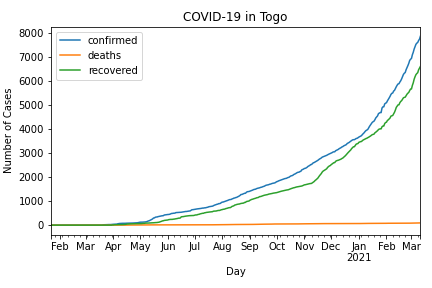 COVID-19 in Togo
confirmed
deaths
recovered
Number of Cases
8000
7000
6000
5000
4000
3000
2000
1000
0
Feb Mar Apr May Jun Jul Aug Sep Oct Nov Dec Jan Feb Mar
2021
Day